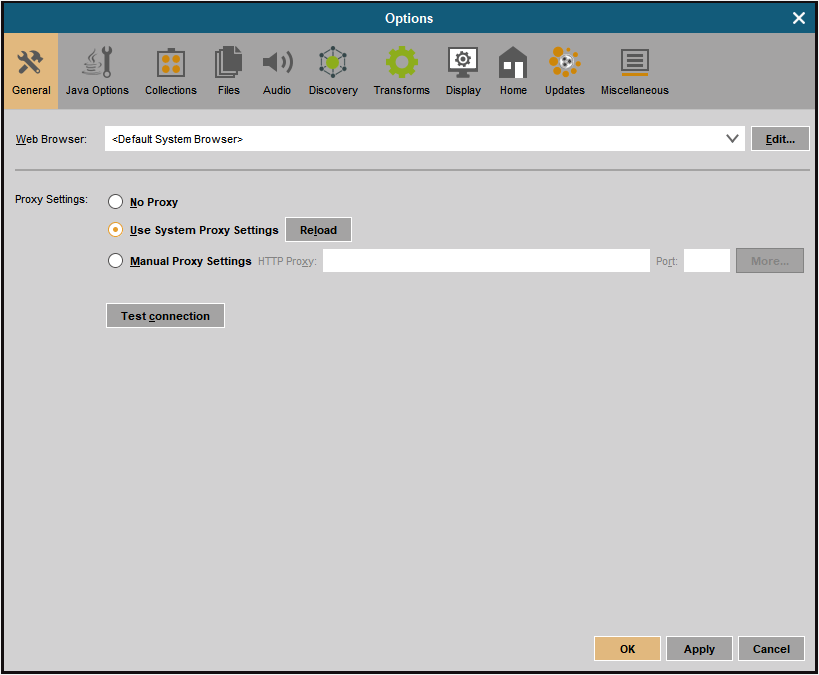 Options
General Java Options Collections Files Audio Discovery Transforms Display Home Updates Miscellaneous
Web Browser: <Default System Browser> Edit...
Proxy Settings: No Proxy
Use System Proxy Settings Reload
Manual Proxy Settings HTTP Proxy: Port: More...
Test connection
OK Apply Cancel